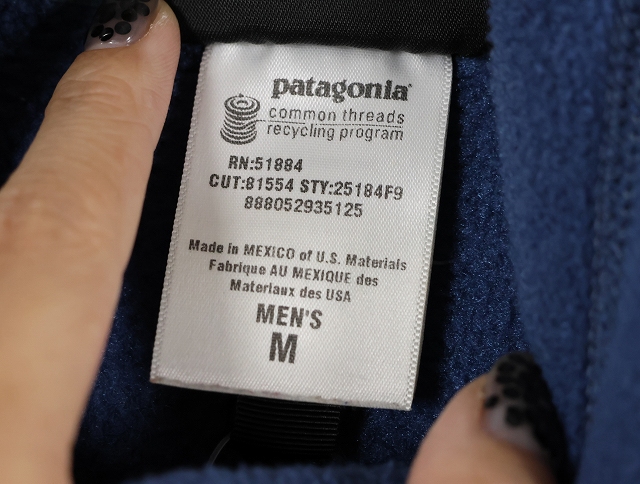 patagonia
common threads
recycling program
RN:51884
CUT:81554 STY:25184F9
888052935125
Made in MEXICO of U.S. Materials
Fabrique AU MEXIQUE des
Materiaux des USA
MEN'S
M